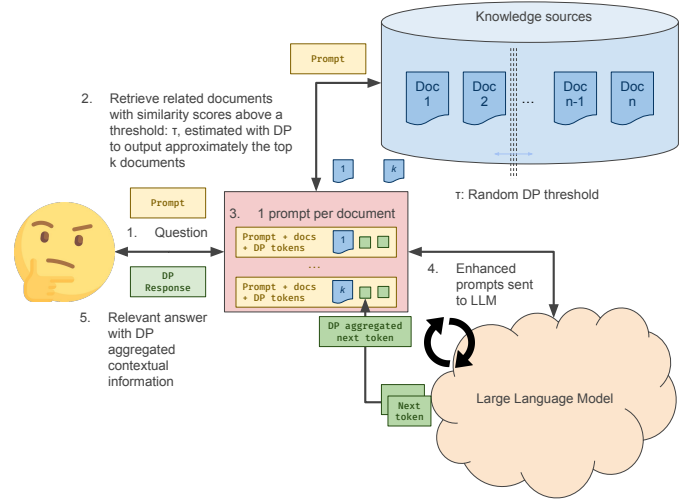 Knowledge sources
Prompt
Doc
1
Doc
2
...
Doc
n-1
Doc
n
2. Retrieve related documents
with similarity scores above a
threshold: τ, estimated with DP
to output approximately the top
k documents
1
k
τ: Random DP threshold
Prompt
1. Question
DP
Response
3. 1 prompt per document
Prompt + docs
+ DP tokens
1
...
Prompt + docs
+ DP tokens
k
4. Enhanced
prompts sent
to LLM
5. Relevant answer
with DP
aggregated
contextual
information
DP aggregated
next token
Next
token
Large Language Model